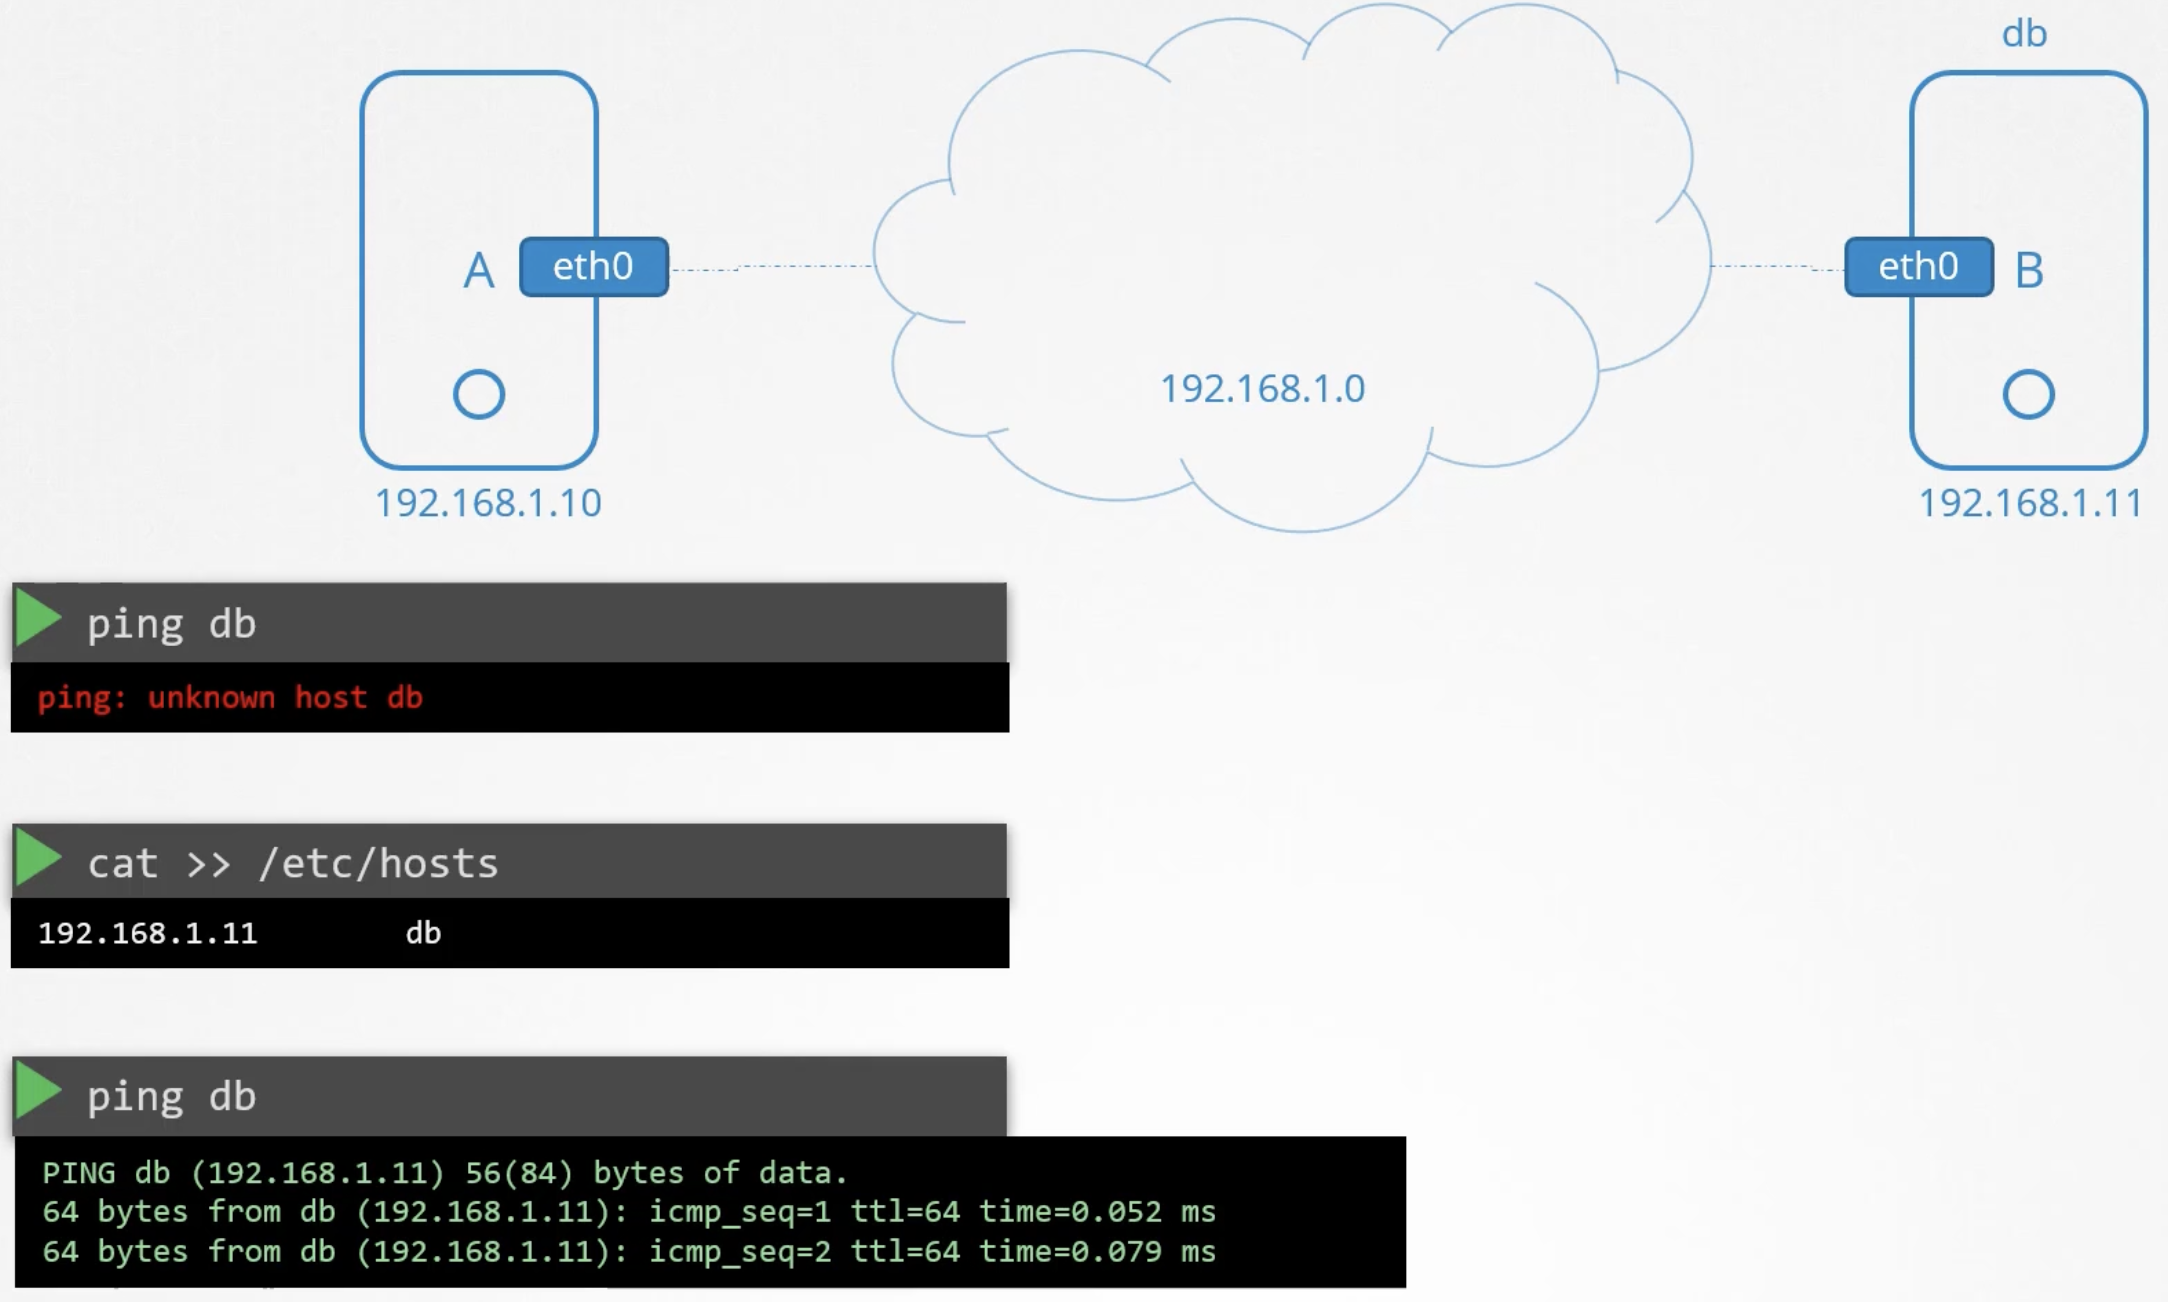 db
A
eth0
eth0
B
192.168.1.0
192.168.1.10
192.168.1.11
ping db
ping: unknown host db
cat >> /etc/hosts
192.168.1.11 db
ping db
PING db (192.168.1.11) 56(84) bytes of data.
64 bytes from db (192.168.1.11): icmp_seq=1 ttl=64 time=0.052 ms
64 bytes from db (192.168.1.11): icmp_seq=2 ttl=64 time=0.079 ms